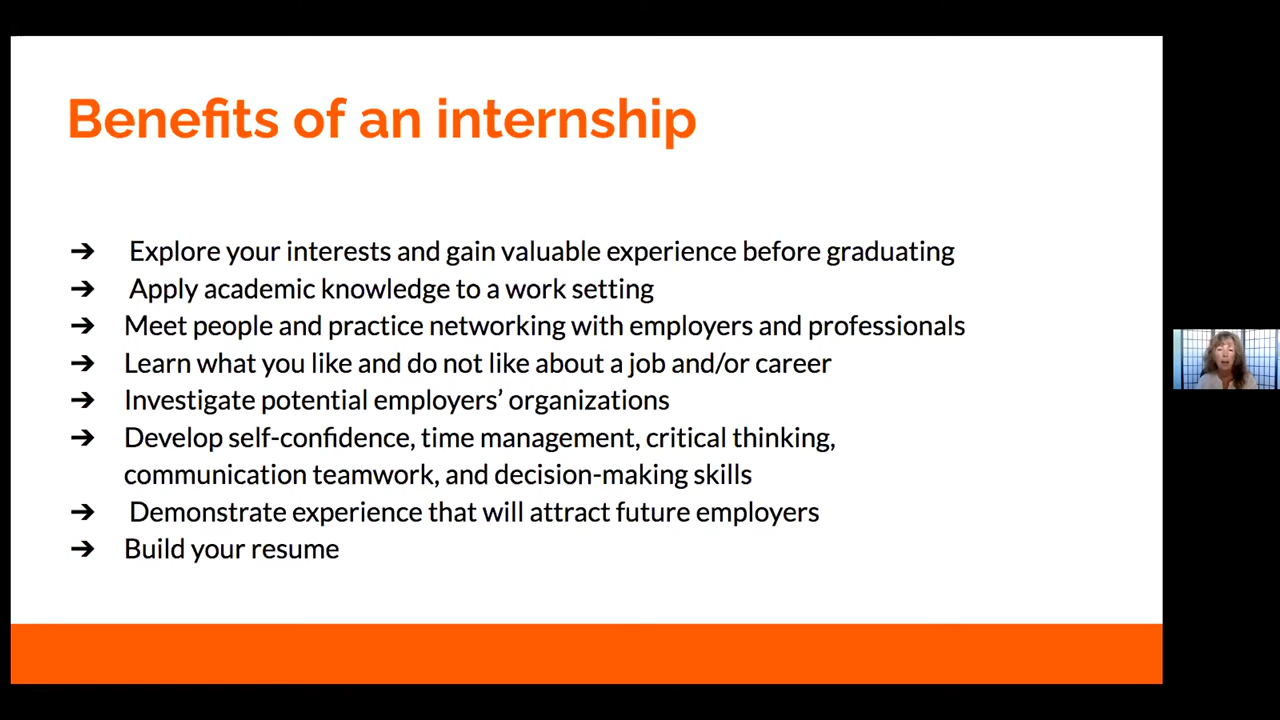 Benefits of an internship
➔ Explore your interests and gain valuable experience before graduating
➔ Apply academic knowledge to a work setting
➔ Meet people and practice networking with employers and professionals
➔ Learn what you like and do not like about a job and/or career
➔ Investigate potential employers’ organizations
➔ Develop self-confidence, time management, critical thinking,
communication teamwork, and decision-making skills
➔ Demonstrate experience that will attract future employers
➔ Build your resume